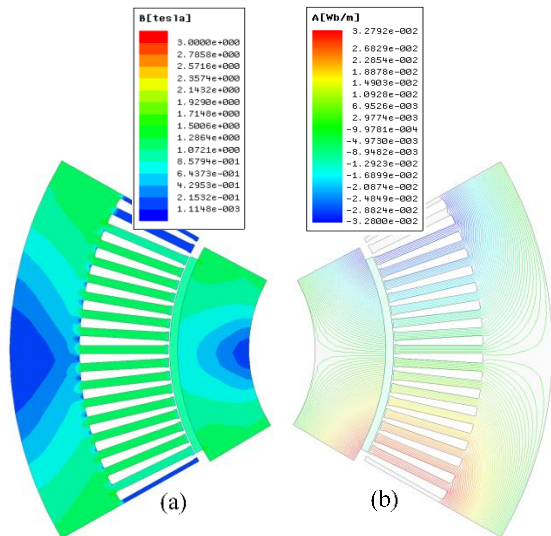 B[tesla]
3.0000e+000
2.7858e+000
2.5716e+000
2.3574e+000
2.1432e+000
1.9290e+000
1.7148e+000
1.5006e+000
1.2864e+000
1.0721e+000
8.5794e-001
6.4373e-001
4.2953e-001
2.1532e-001
1.1148e-003
A[Wb/m]
3.2792e-002
2.6829e-002
2.2854e-002
1.8878e-002
1.4903e-002
1.0928e-002
6.9526e-003
2.9774e-003
-9.9781e-004
-4.9730e-003
-8.9482e-003
-1.2923e-002
-1.6899e-002
-2.0874e-002
-2.4849e-002
-2.8824e-002
-3.2800e-002
(a)
(b)